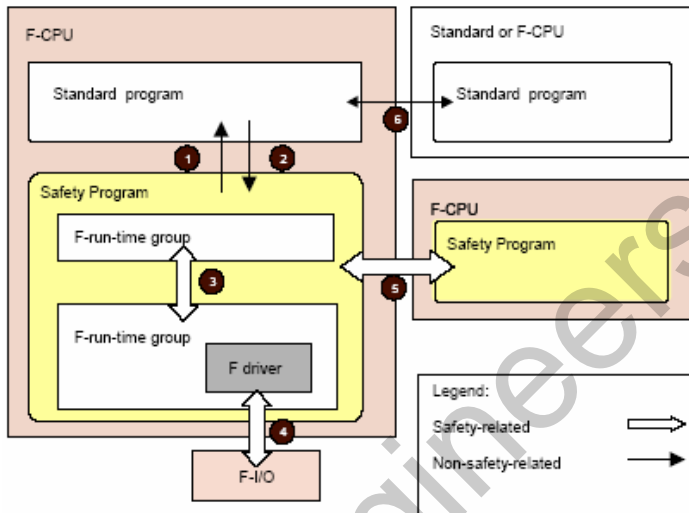 F-CPU
Standard program
1
2
Safety Program
F-run-time group
3
F-run-time group
F driver
4
F-I/O
Standard or F-CPU
Standard program
6
F-CPU
Safety Program
5
Legend:
Safety-related
Non-safety-related
gineers